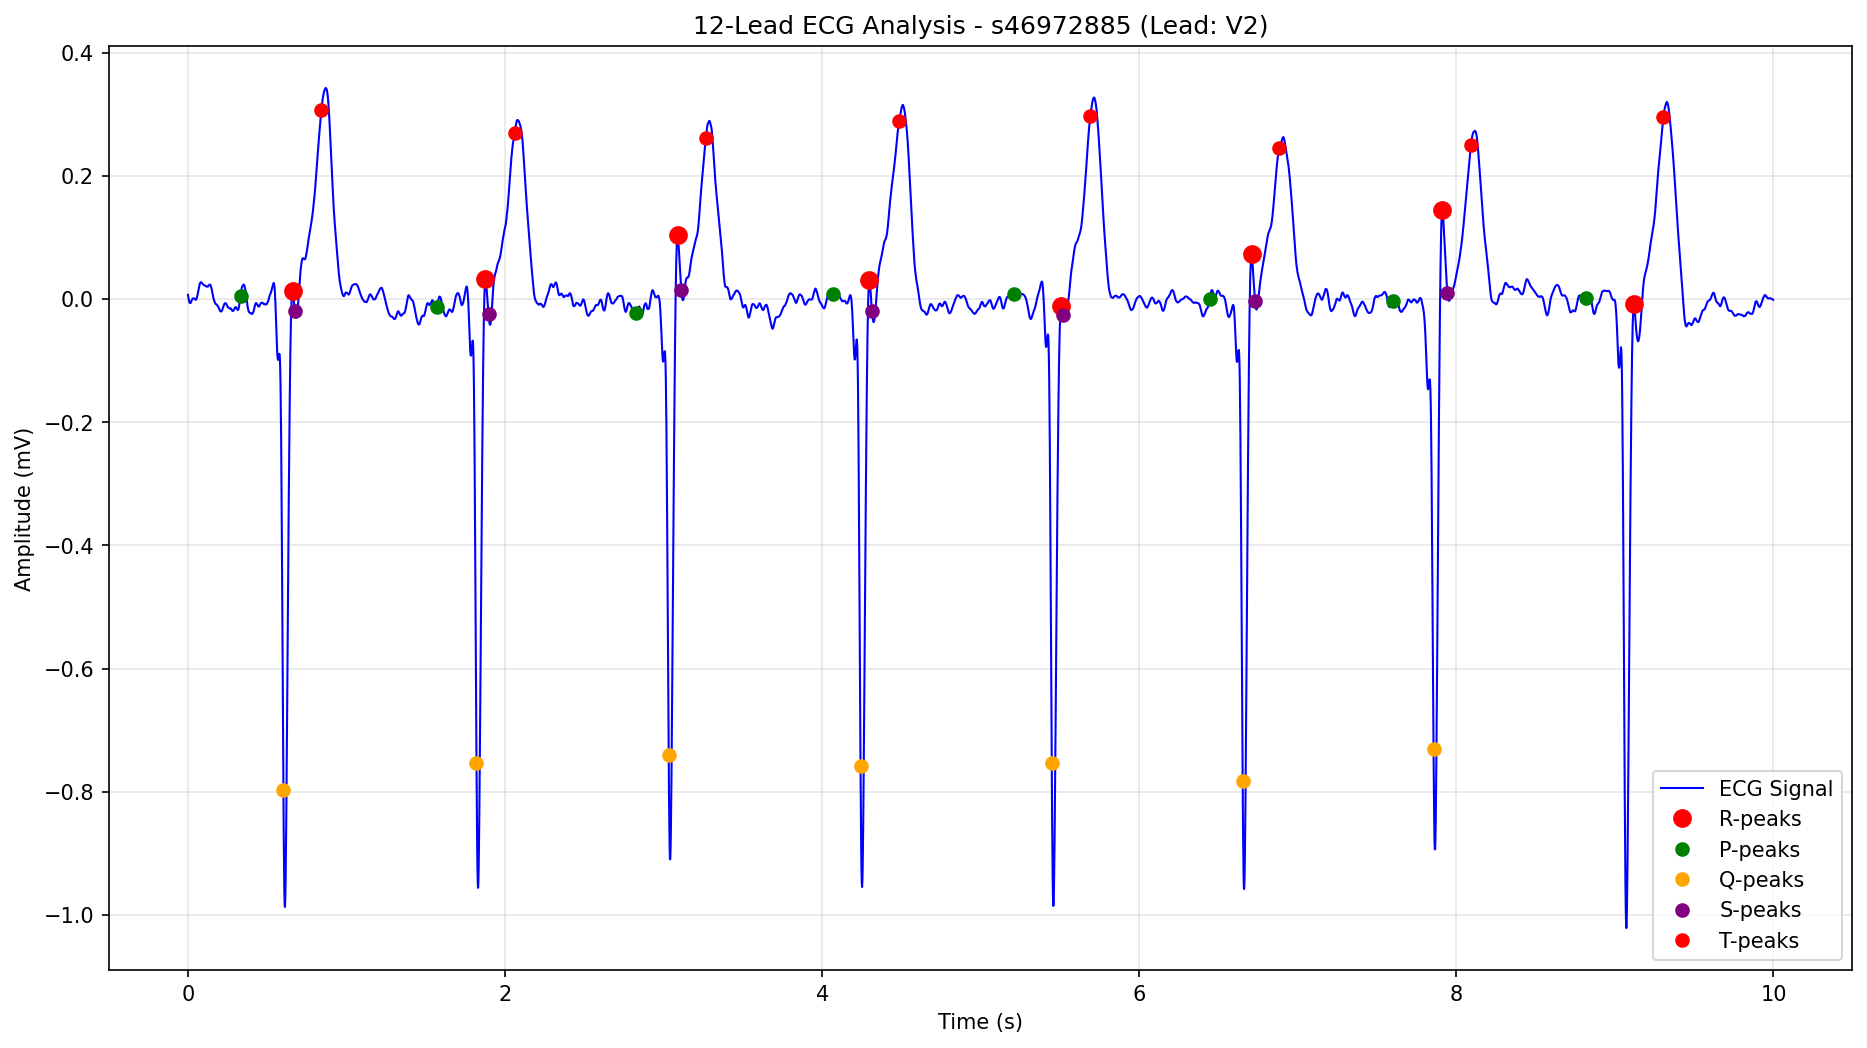 12-Lead ECG Analysis - s46972885 (Lead: V2)
0.4
0.2
0.0
−0.2
−0.4
−0.6
−0.8
−1.0
Amplitude (mV)
0 2 4 6 8 10
Time (s)
ECG Signal
R-peaks
P-peaks
Q-peaks
S-peaks
T-peaks